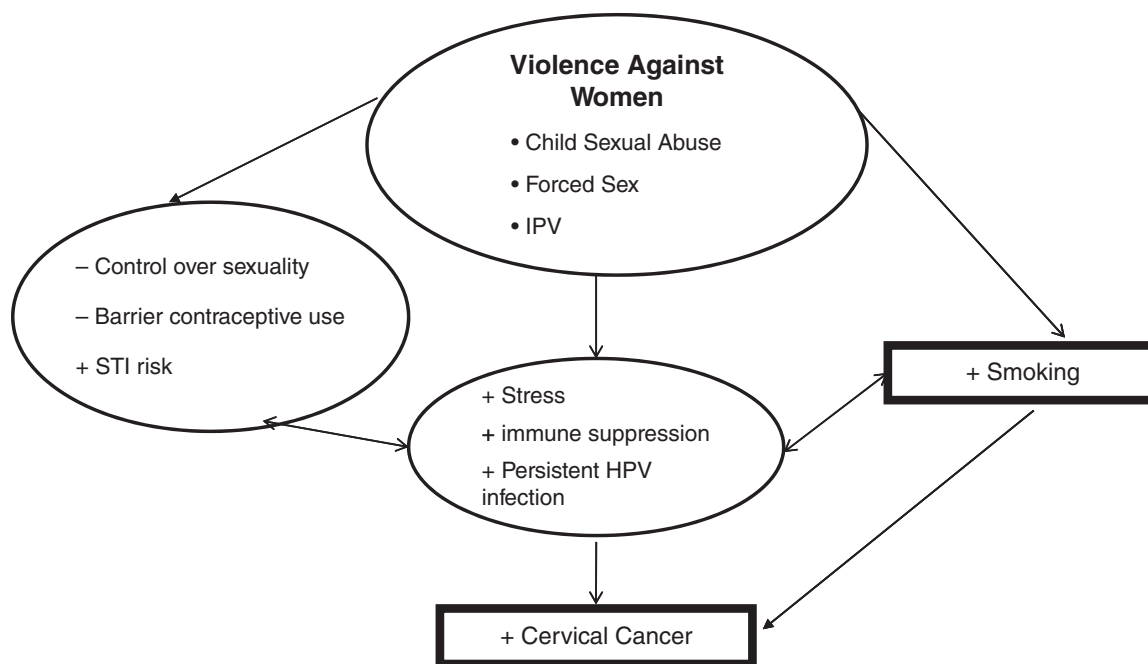 Violence Against
Women
• Child Sexual Abuse
• Forced Sex
• IPV
– Control over sexuality
– Barrier contraceptive use
+ STI risk
+ Smoking
+ Stress
+ immune suppression
+ Persistent HPV
infection
+ Cervical Cancer